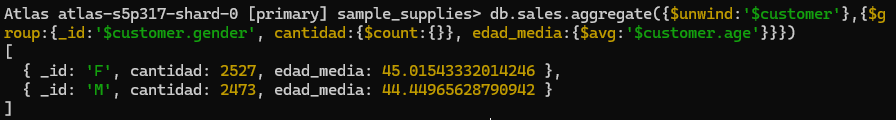 Atlas atlas-s5p317-shard-0 [primary] sample_supplies> db.sales.aggregate({$unwind:'$customer'},{$g
roup:{_id:'$customer.gender', cantidad:{$count:{}}, edad_media:{$avg:'$customer.age'}}})
[
  { _id: 'F', cantidad: 2527, edad_media: 45.01543332014246 },
  { _id: 'M', cantidad: 2473, edad_media: 44.44965628790942 }
]